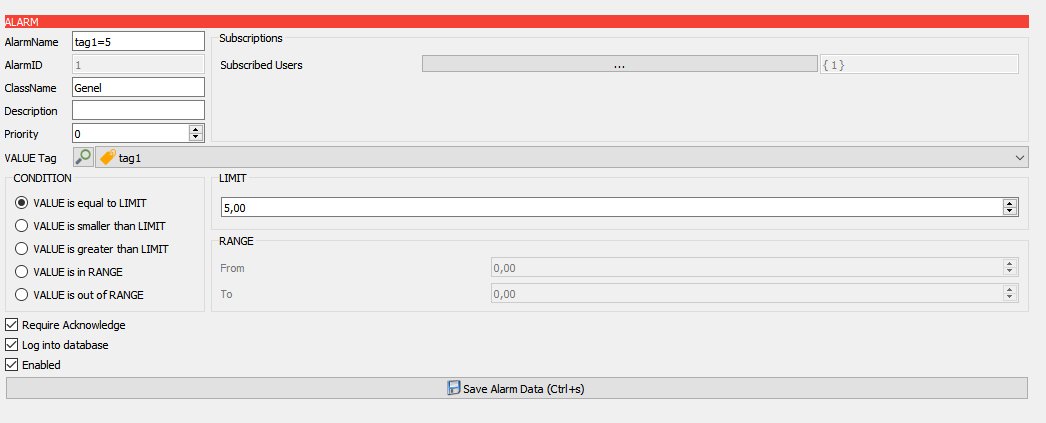 ALARM
AlarmName tag1=5
AlarmID 1
ClassName Genel
Description
Priority 0
Subscriptions
Subscribed Users ... {1}
VALUE Tag tag1
CONDITION
VALUE is equal to LIMIT
VALUE is smaller than LIMIT
VALUE is greater than LIMIT
VALUE is in RANGE
VALUE is out of RANGE
LIMIT
5,00
RANGE
From 0,00
To 0,00
Require Acknowledge
Log into database
Enabled
Save Alarm Data (Ctrl+s)